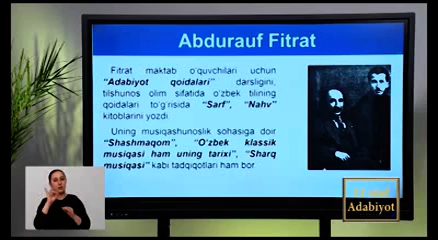 Abdurauf Fitrat
Fitrat maktab o'quvchilari uchun
"Adabiyot qoidalari" darsligini,
tilshunos olim sifatida o'zbek tilining
qoidalari to'g'risida "Sarf", "Nahv"
kitoblarini yozdi.
Uning musiqashunoslik sohasiga doir
"Shashmaqom", "O'zbek klassik
musiqasi ham uning tarixi", "Sharq
musiqasi" kabi tadqiqotlari ham bor
11-sinf
Adabiyot